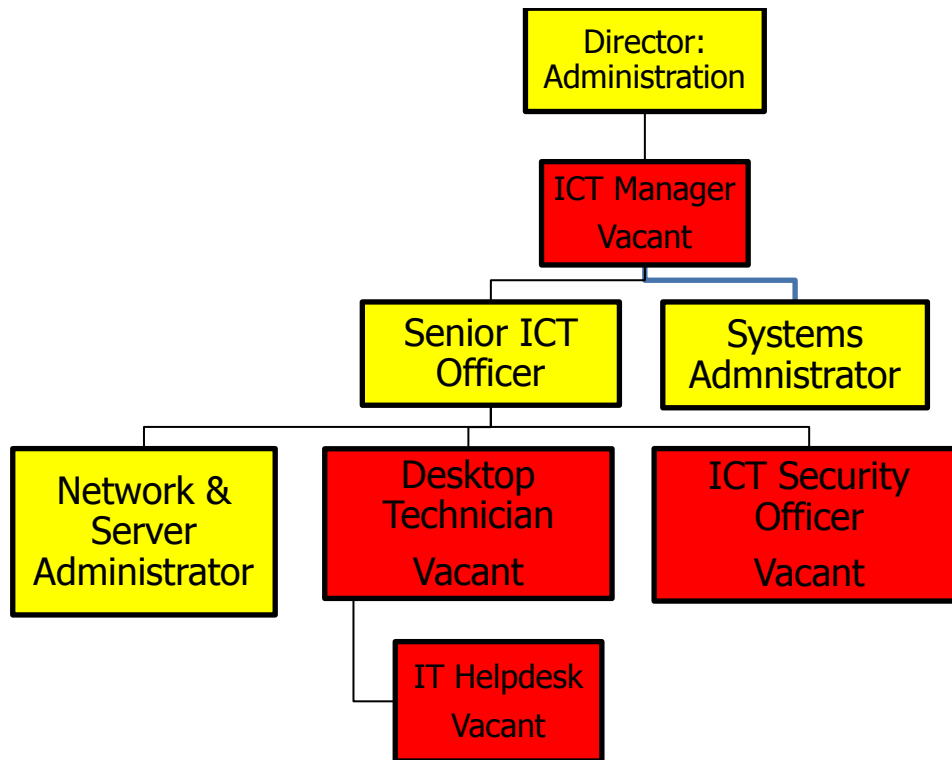 Director:
Administration
ICT Manager
Vacant
Senior ICT
Officer
Systems
Admnistrator
Network &
Server
Administrator
Desktop
Technician
Vacant
ICT Security
Officer
Vacant
IT Helpdesk
Vacant